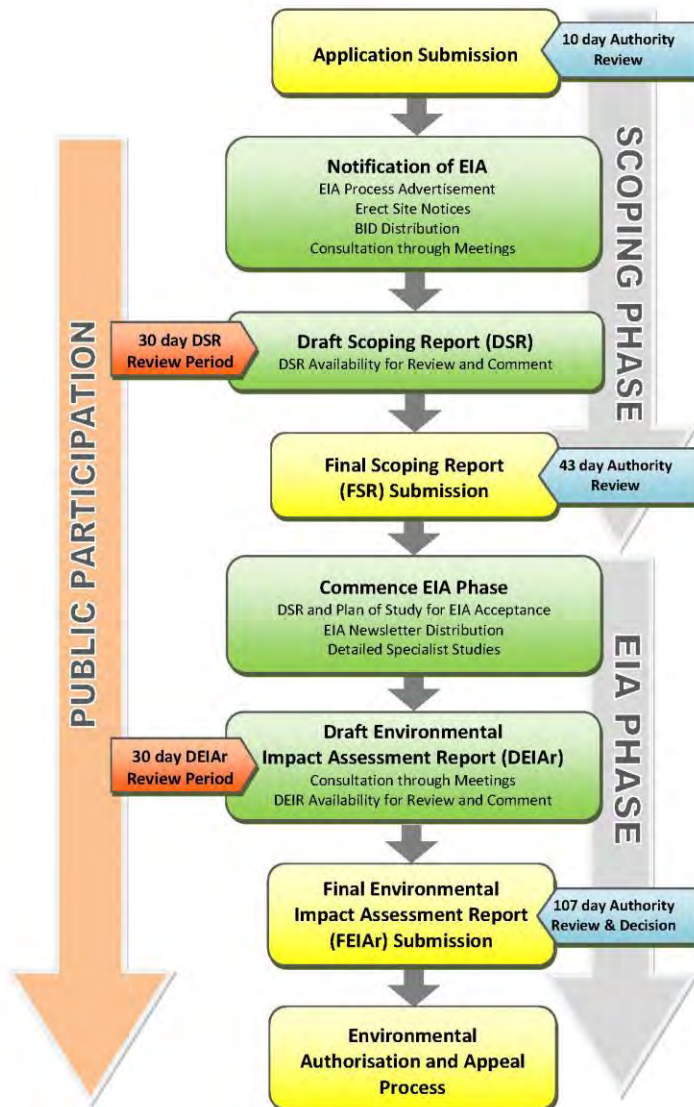 Application Submission
10 day Authority
Review
SCOPING PHASE
Notification of EIA
EIA Process Advertisement
Erect Site Notices
BID Distribution
Consultation through Meetings
PUBLIC PARTICIPATION
30 day DSR
Review Period
Draft Scoping Report (DSR)
DSR Availability for Review and Comment
Final Scoping Report
(FSR) Submission
43 day Authority
Review
Commence EIA Phase
DSR and Plan of Study for EIA Acceptance
EIA Newsletter Distribution
Detailed Specialist Studies
EIA PHASE
30 day DEIAr
Review Period
Draft Environmental
Impact Assessment Report (DEIAr)
Consultation through Meetings
DEIR Availability for Review and Comment
Final Environmental
Impact Assessment Report
(FEIAr) Submission
107 day Authority
Review & Decision
Environmental
Authorisation and Appeal
Process